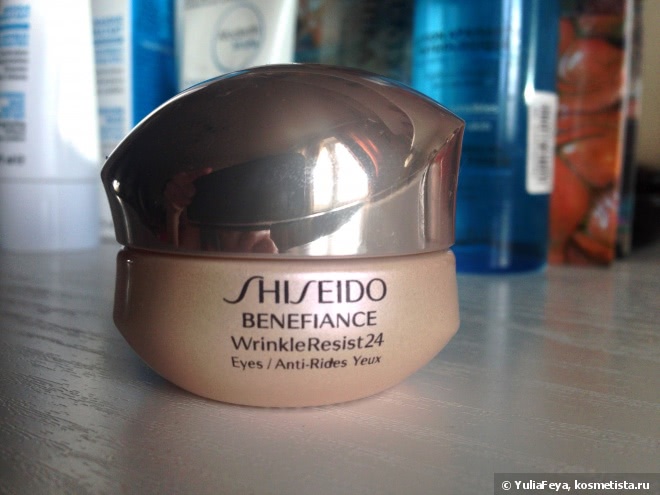 SHISEIDO
BENEFIANCE
WrinkleResist24
Eyes / Anti-Rides Yeux
© YuliaFeya, kosmetista.ru